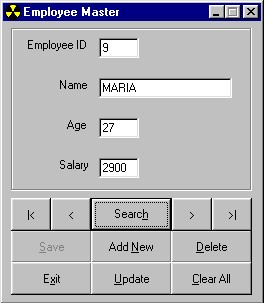 Employee Master
Employee ID 9
Name MARIA
Age 27
Salary 2900
|< < Search > >|
Save Add New Delete
Exit Update Clear All